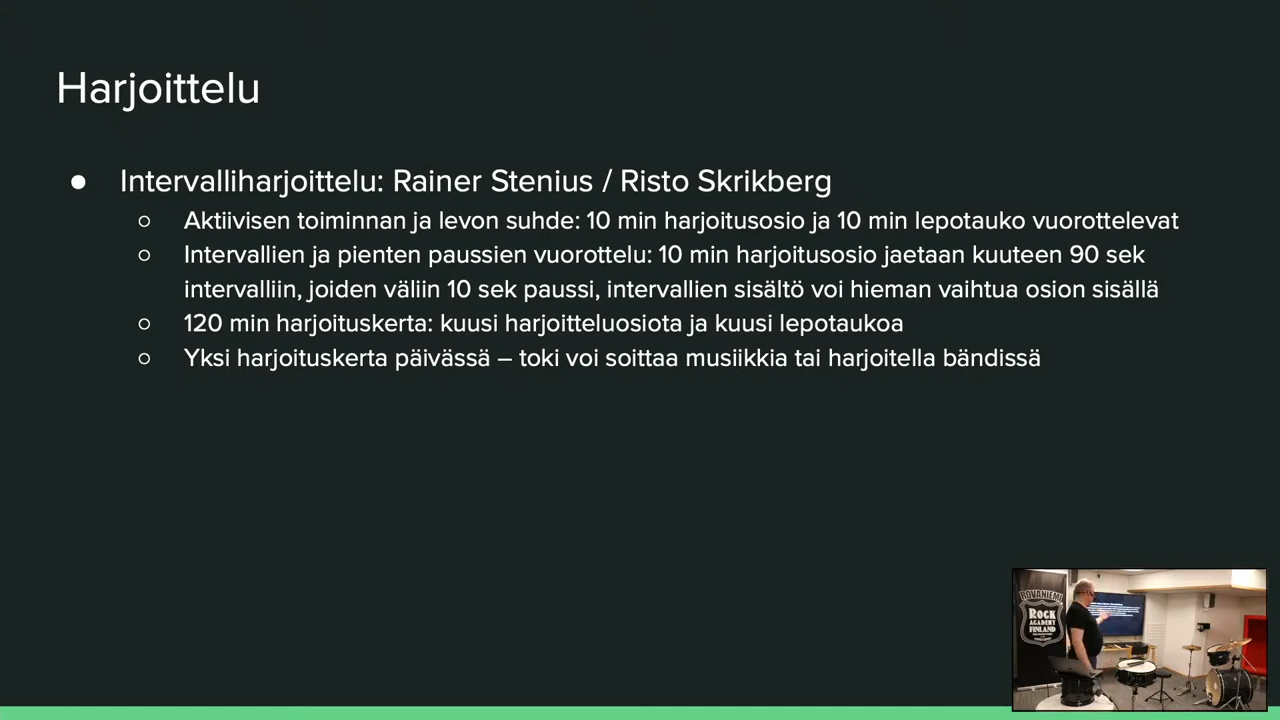 Harjoittelu
● Intervalliharjoittelu: Rainer Stenius / Risto Skrikberg
○ Aktiivisen toiminnan ja levon suhde: 10 min harjoitusosio ja 10 min lepotauko vuorottelevat
○ Intervallien ja pienten paussien vuorottelu: 10 min harjoitusosio jaetaan kuuteen 90 sek
intervalliin, joiden väliin 10 sek paussi, intervallien sisältö voi hieman vaihtua osion sisällä
○ 120 min harjoituskerta: kuusi harjoitteluosiota ja kuusi lepotaukoa
○ Yksi harjoituskerta päivässä – toki voi soittaa musiikkia tai harjoitella bändissä
ROVANIEMI
ROCK
ACADEMY
FINLAND